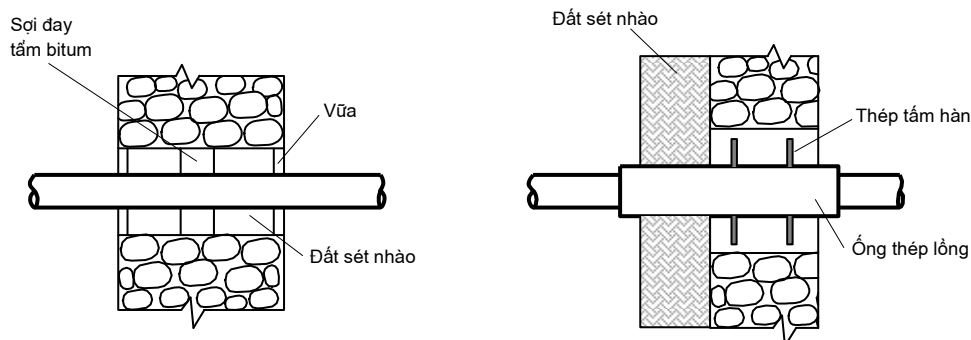 Sợi đay
tẩm bitum
Vữa
Đất sét nhào
Đất sét nhào
Thép tấm hàn
Ống thép lồng